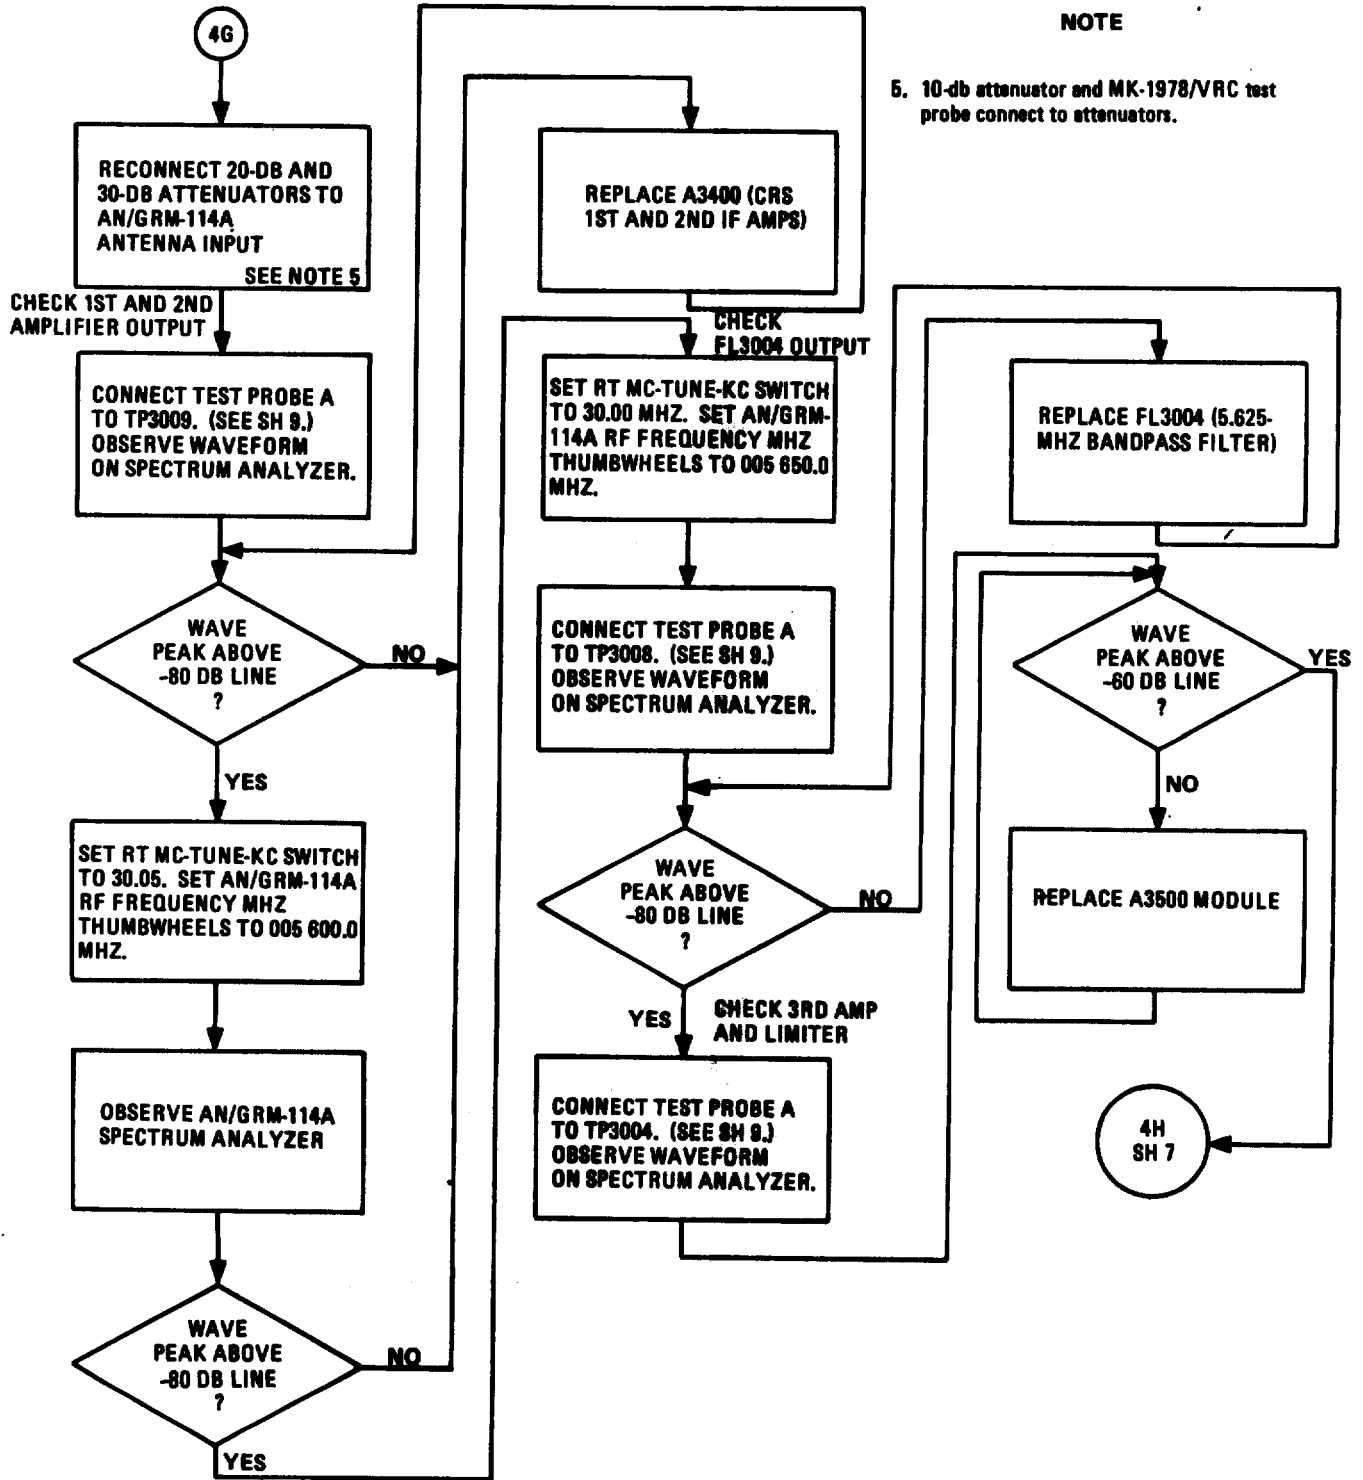 4G
RECONNECT 20-DB AND
30-DB ATTENUATORS TO
AN/GRM-114A
ANTENNA INPUT
SEE NOTE 5
CHECK 1ST AND 2ND
AMPLIFIER OUTPUT
CONNECT TEST PROBE A
TO TP3009. (SEE SH 9.)
OBSERVE WAVEFORM
ON SPECTRUM ANALYZER.
WAVE
PEAK ABOVE
-80 DB LINE
?
NO
YES
SET RT MC-TUNE-KC SWITCH
TO 30.05. SET AN/GRM-114A
RF FREQUENCY MHZ
THUMBWHEELS TO 005 600.0
MHZ.
OBSERVE AN/GRM-114A
SPECTRUM ANALYZER
WAVE
PEAK ABOVE
-80 DB LINE
?
NO
YES
REPLACE A3400 (CRS
1ST AND 2ND IF AMPS)
CHECK
FL3004 OUTPUT
SET RT MC-TUNE-KC SWITCH
TO 30.00 MHZ. SET AN/GRM-
114A RF FREQUENCY MHZ
THUMBWHEELS TO 005 650.0
MHZ.
CONNECT TEST PROBE A
TO TP3008. (SEE SH 9.)
OBSERVE WAVEFORM
ON SPECTRUM ANALYZER.
WAVE
PEAK ABOVE
-80 DB LINE
?
NO
YES
CHECK 3RD AMP
AND LIMITER
CONNECT TEST PROBE A
TO TP3004. (SEE SH 9.)
OBSERVE WAVEFORM
ON SPECTRUM ANALYZER.
NOTE
5. 10-db attenuator and MK-1978/VRC test
probe connect to attenuators.
REPLACE FL3004 (5.625-
MHZ BANDPASS FILTER)
WAVE
PEAK ABOVE
-60 DB LINE
?
YES
NO
REPLACE A3500 MODULE
4H
SH 7